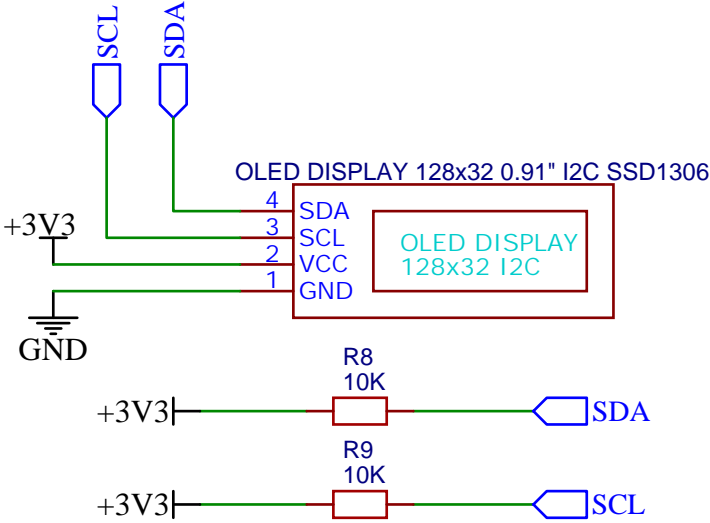 SCL
SDA
OLED DISPLAY 128x32 0.91" I2C SSD1306
4 SDA
+3V3
3 SCL
2 VCC
1 GND
OLED DISPLAY
128x32 I2C
GND
R8
10K
+3V3
SDA
R9
10K
+3V3
SCL